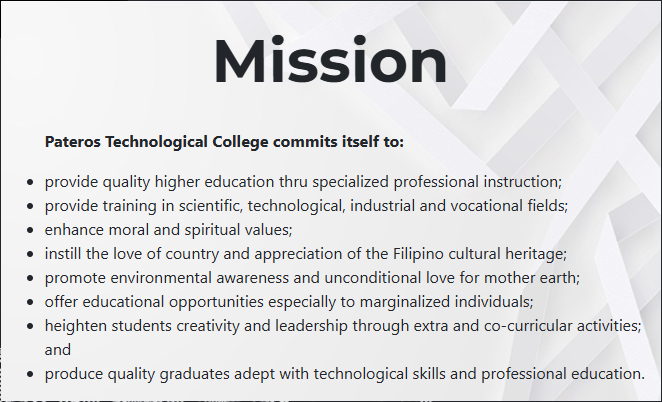 Mission
Pateros Technological College commits itself to:
• provide quality higher education thru specialized professional instruction;
• provide training in scientific, technological, industrial and vocational fields;
• enhance moral and spiritual values;
• instill the love of country and appreciation of the Filipino cultural heritage;
• promote environmental awareness and unconditional love for mother earth;
• offer educational opportunities especially to marginalized individuals;
• heighten students creativity and leadership through extra and co-curricular activities;
and
• produce quality graduates adept with technological skills and professional education.